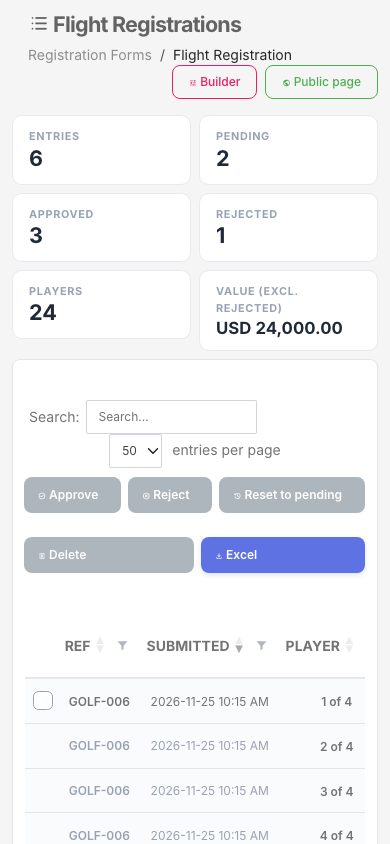 Flight Registrations
Registration Forms / Flight Registration
Builder
Public page
ENTRIES
6
PENDING
2
APPROVED
3
REJECTED
1
PLAYERS
24
VALUE (EXCL.
REJECTED)
USD 24,000.00
Search: Search...
50 entries per page
Approve
Reject
Reset to pending
Delete
Excel
REF SUBMITTED PLAYER
GOLF-006 2026-11-25 10:15 AM 1 of 4
GOLF-006 2026-11-25 10:15 AM 2 of 4
GOLF-006 2026-11-25 10:15 AM 3 of 4
GOLF-006 2026-11-25 10:15 AM 4 of 4